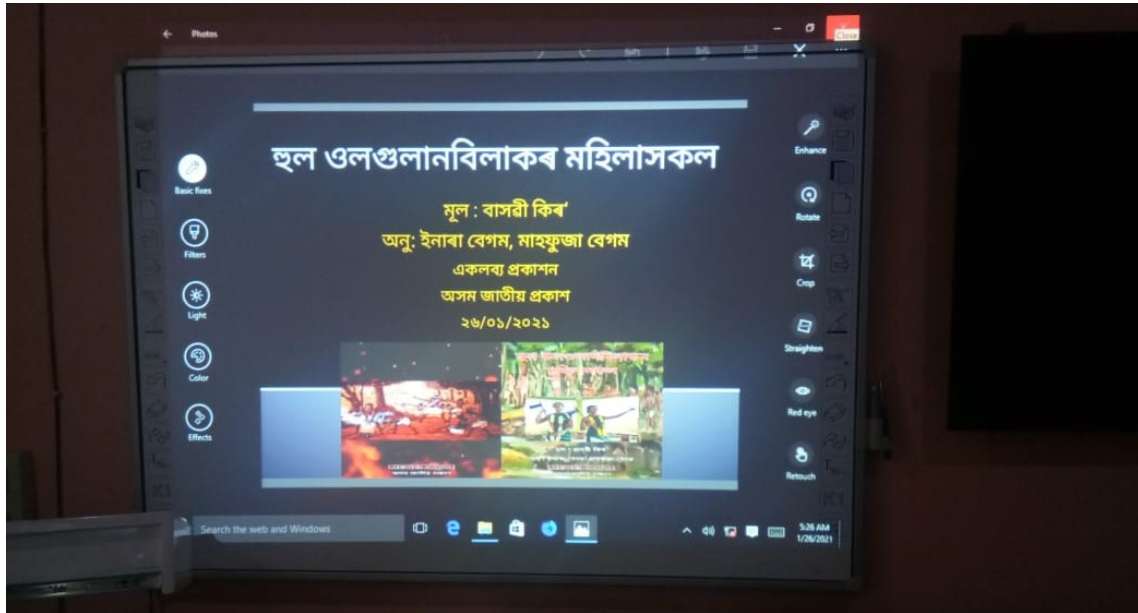 ← Photos
Close
হুল ওলগুলানবিলাকৰ মহিলাসকল
মূল : বাসৱী কিৰ'
অনু: ইনাৰা বেগম, মাহফুজা বেগম
একলব্য প্ৰকাশন
অসম জাতীয় প্ৰকাশ
২৬/০১/২০২১
Basic fixes
Filters
Light
Color
Effects
Enhance
Rotate
Crop
Straighten
Red eye
Retouch
Search the web and Windows
5:26 AM
1/26/2021